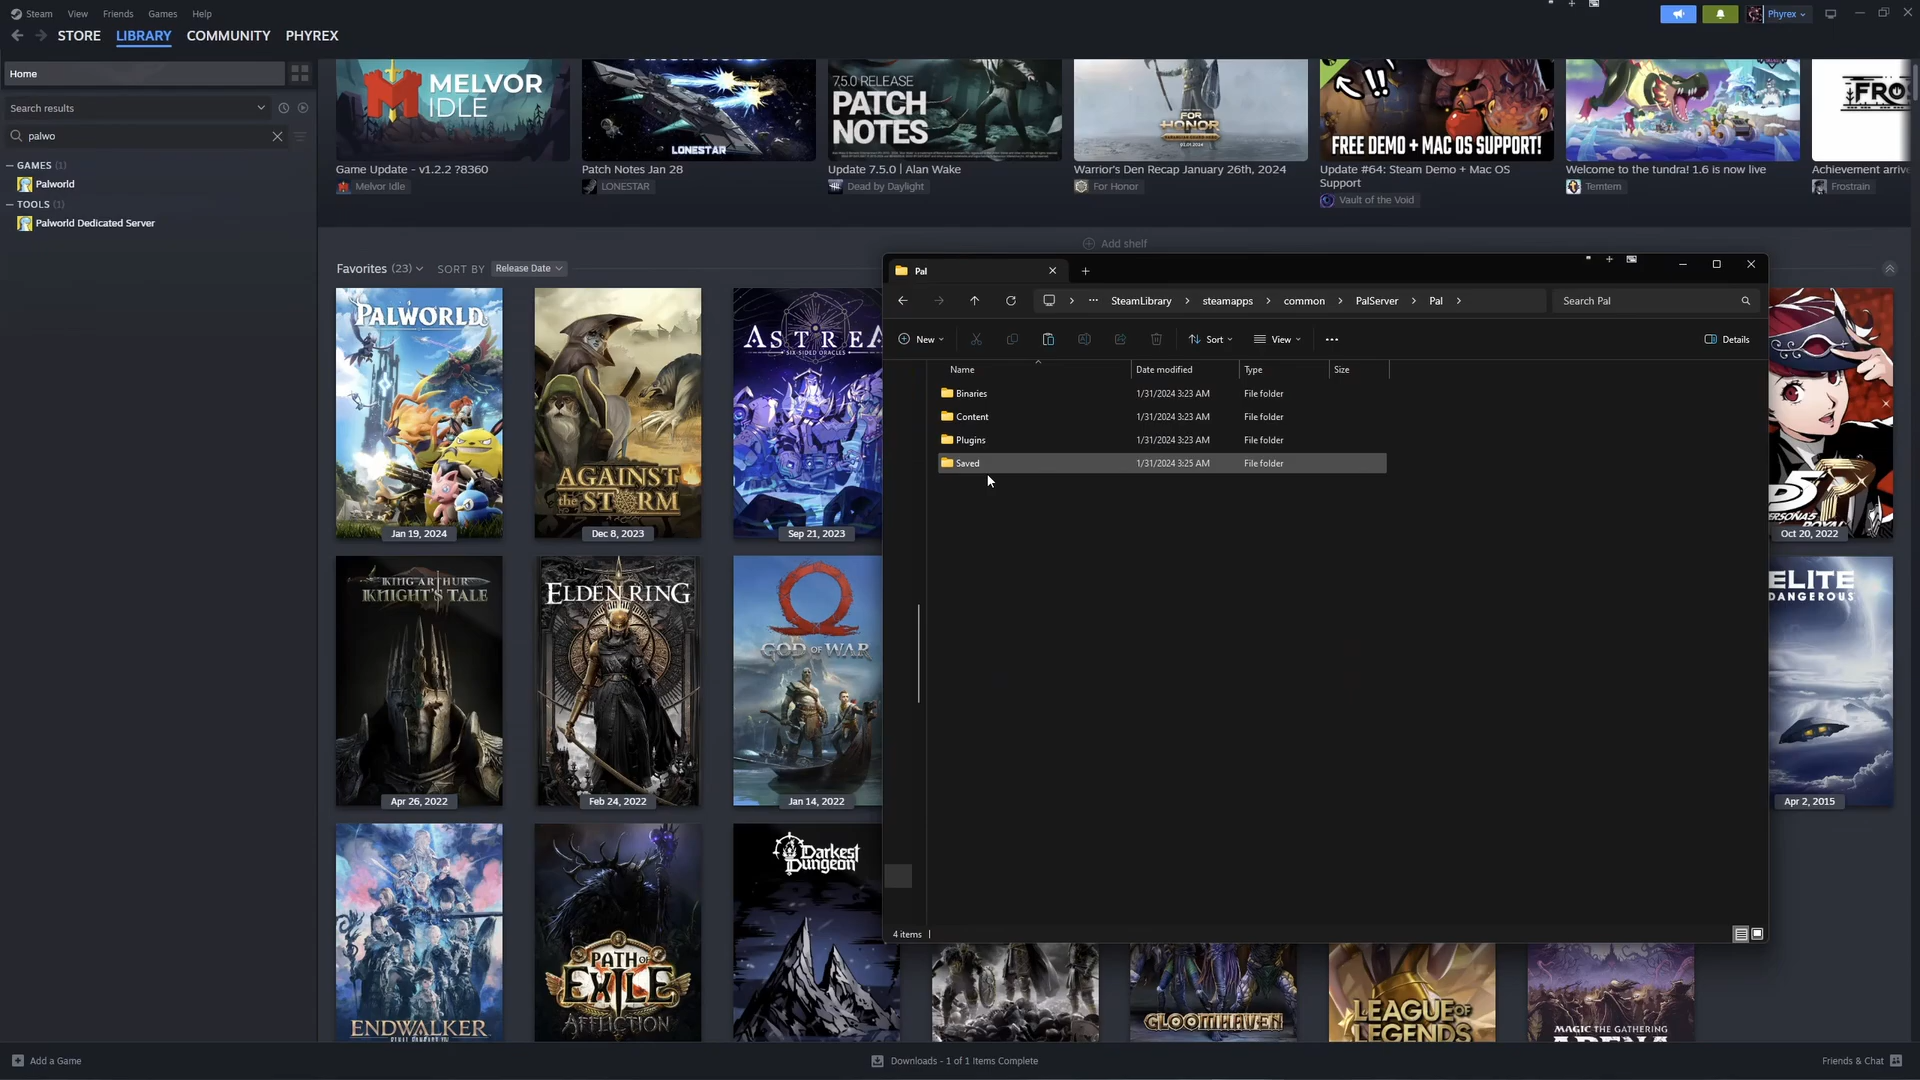 Steam View Friends Games Help
Phyrex
STORE LIBRARY COMMUNITY PHYREX
Home
Search results
palwo
GAMES (1)
Palworld
TOOLS (1)
Palworld Dedicated Server
MELVOR
IDLE
LONESTAR
7.5.0 RELEASE
PATCH
NOTES
FOR
HONOR
FREE DEMO + MAC OS SUPPORT!
FRO
Game Update - v1.2.2 ?8360
Melvor Idle
Patch Notes Jan 28
LONESTAR
Update 7.5.0 | Alan Wake
Dead by Daylight
Warrior's Den Recap January 26th, 2024
For Honor
Update #64: Steam Demo + Mac OS
Support
Vault of the Void
Welcome to the tundra! 1.6 is now live
Temtem
Achievement arrive
Frostrain
Add shelf
Favorites (23) SORT BY Release Date
PALWORLD
Jan 19, 2024
AGAINST
the STORM
Dec 8, 2023
ASTREA
SIX-SIDED ORACLES
Sep 21, 2023
P5R
PERSONA5
ROYAL
Oct 20, 2022
KING ARTHUR
KNIGHT'S TALE
Apr 26, 2022
ELDEN RING
Feb 24, 2022
GOD OF WAR
Jan 14, 2022
ELITE
DANGEROUS
Apr 2, 2015
ENDWALKER
PATH OF
EXILE
AFFLICTION
Darkest
Dungeon
GLOOMHAVEN
LEAGUE OF
LEGENDS
MAGIC THE GATHERING
ARENA
Pal
SteamLibrary > steamapps > common > PalServer > Pal >
Search Pal
New Sort View Details
Name Date modified Type Size
Binaries 1/31/2024 3:23 AM File folder
Content 1/31/2024 3:23 AM File folder
Plugins 1/31/2024 3:23 AM File folder
Saved 1/31/2024 3:25 AM File folder
4 items
Add a Game
Downloads - 1 of 1 Items Complete
Friends & Chat